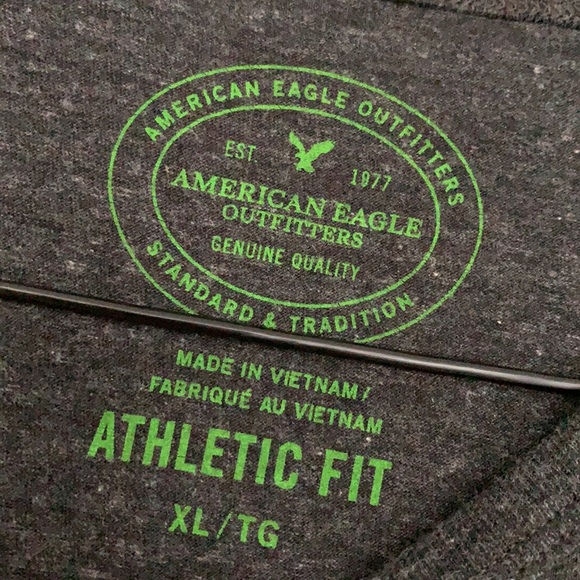 AMERICAN EAGLE OUTFITTERS
EST. 1977
AMERICAN EAGLE
OUTFITTERS
GENUINE QUALITY
STANDARD & TRADITION
MADE IN VIETNAM /
FABRIQUÉ AU VIETNAM
ATHLETIC FIT
XL/TG